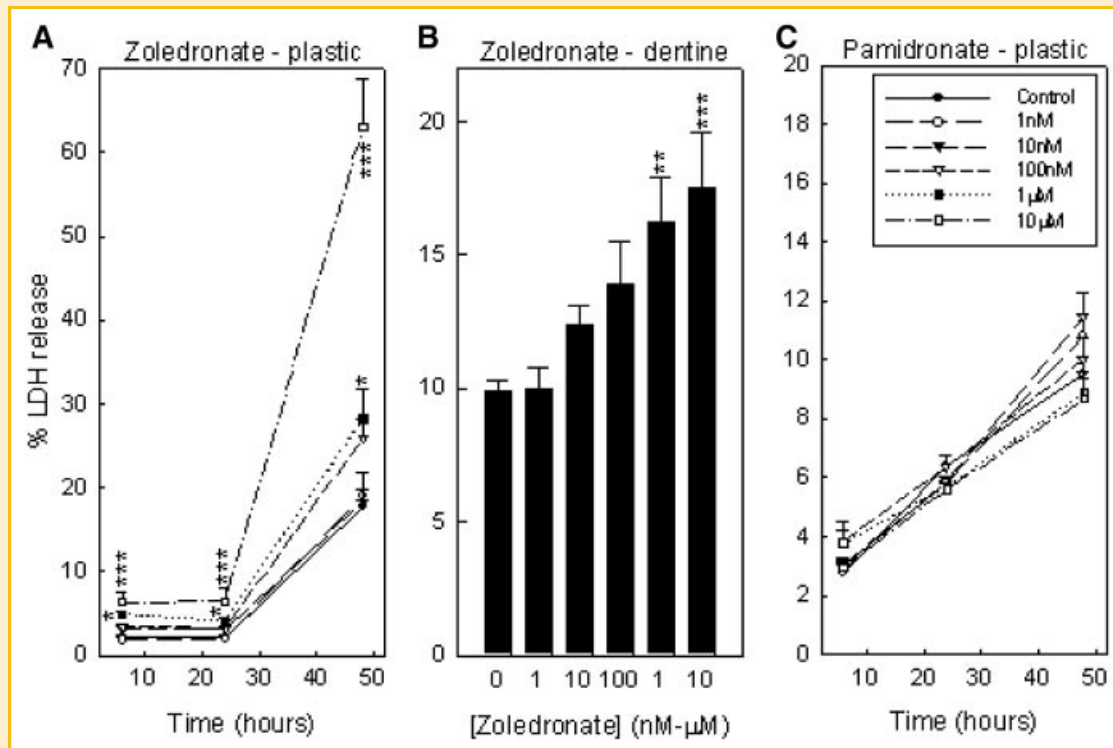 A
Zoledronate - plastic
70
60
50
40
30
20
10
0
% LDH release
***
*
***
*
***
*
10 20 30 40 50
Time (hours)
B
Zoledronate - dentine
20
15
10
5
0
**
***
0 1 10 100 1 10
[Zoledronate] (nM-µM)
C
Pamidronate - plastic
20
18
16
14
12
10
8
6
4
2
0
Control
1nM
10nM
100nM
1µM
10µM
10 20 30 40 50
Time (hours)